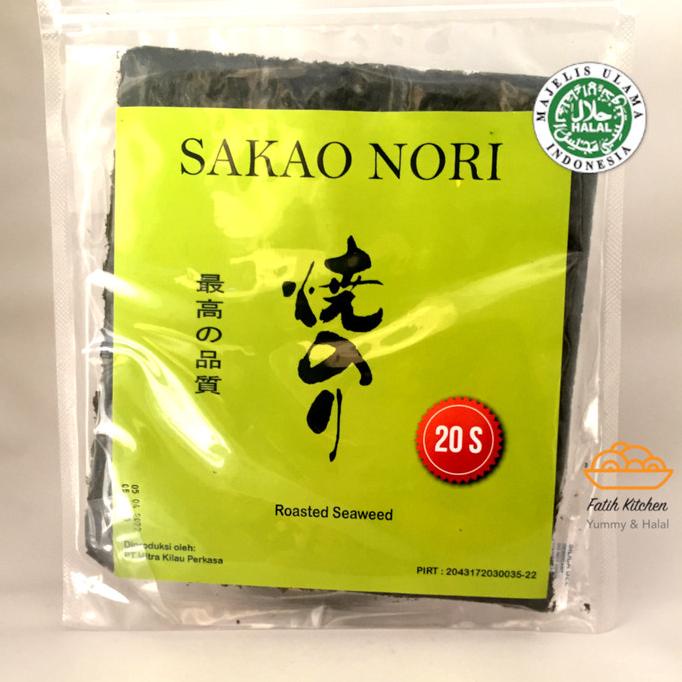 MAJELIS ULAMA
حلال
HALAL
INDONESIA
SAKAO NORI
最高の品質
焼のり
20 S
Roasted Seaweed
Diproduksi oleh:
PT Mitra Kilau Perkasa
PIRT : 2043172030035-22
Fatih Kitchen
Yummy & Halal